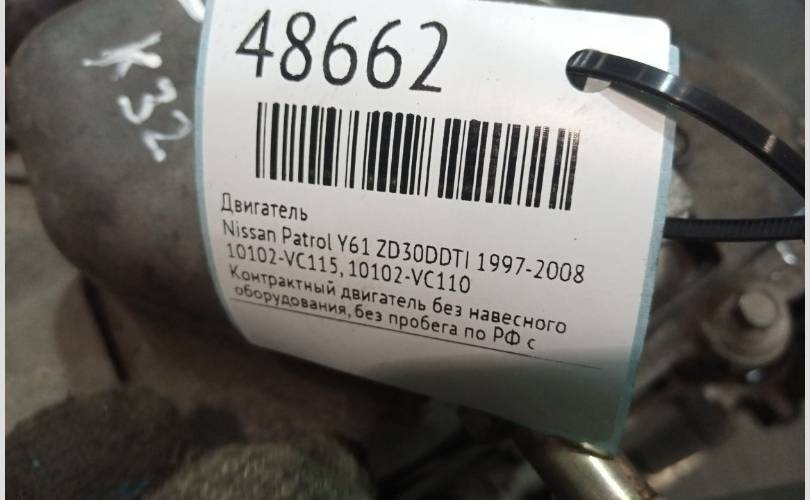 48662
К32
Двигатель
Nissan Patrol Y61 ZD30DDTI 1997-2008
10102-VC115, 10102-VC110
Контрактный двигатель без навесного
оборудования, без пробега по РФ с